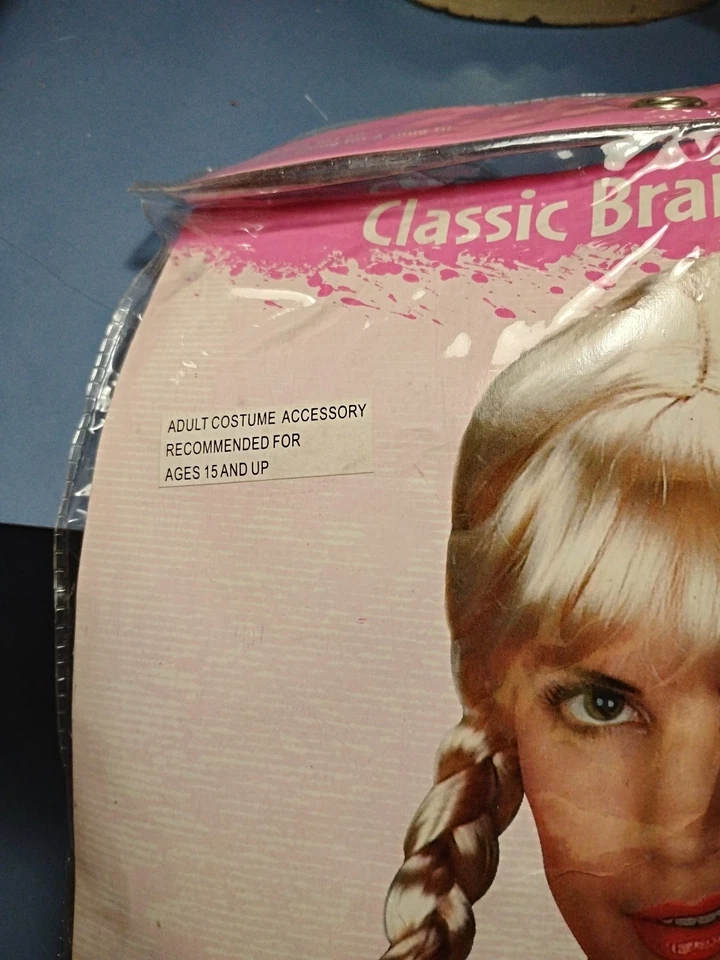 Classic
ADULT COSTUME ACCESSORY
RECOMMENDED FOR
AGES 15 AND UP